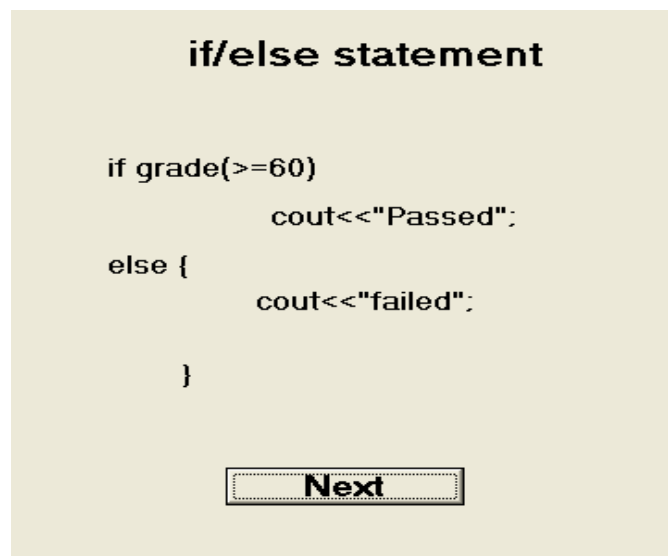 if/else statement
if grade(>=60)
cout<<"Passed";
else {
cout<<"failed";
}
Next